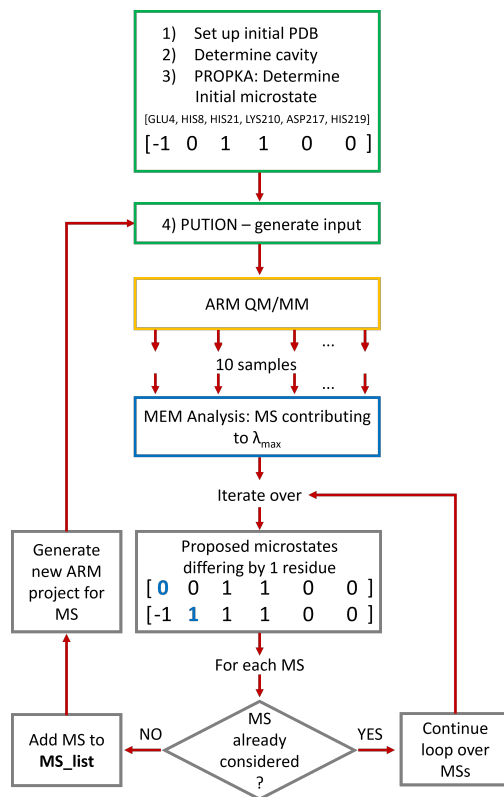 1) Set up initial PDB
2) Determine cavity
3) PROPKA: Determine
Initial microstate
[GLU4, HIS8, HIS21, LYS210, ASP217, HIS219]
[-1 0 1 1 0 0 ]
4) PUTION – generate input
ARM QM/MM
...
10 samples
...
MEM Analysis: MS contributing
to λmax
Iterate over
Proposed microstates
differing by 1 residue
[ 0 0 1 1 0 0 ]
[-1 1 1 1 0 0 ]
Generate
new ARM
project for
MS
For each MS
MS
already
considered
?
NO
YES
Add MS to
MS_list
Continue
loop over
MSs